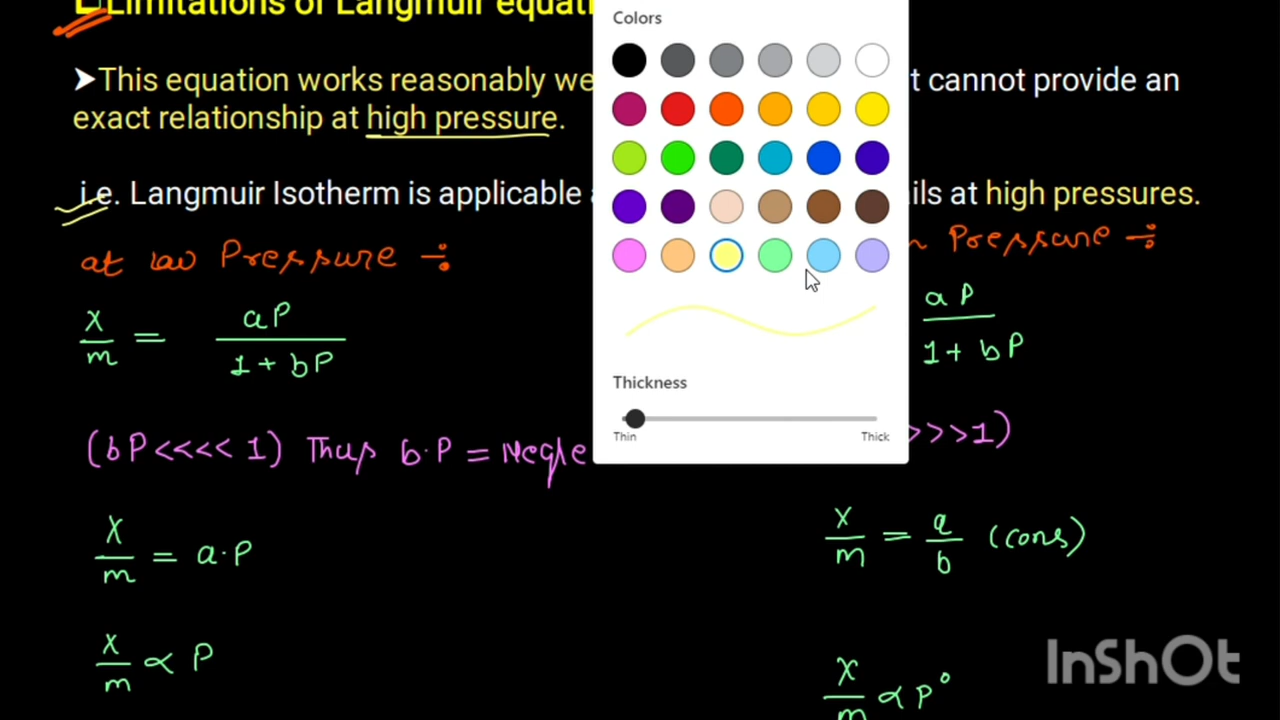 Limitations of Langmuir equati
➤This equation works reasonably we
t cannot provide an
exact relationship at high pressure.
i.e. Langmuir Isotherm is applicable
ils at high pressures.
at low Pressure ÷
Pressure ÷
x/m = aP/1 + bP
aP/1 + bP
(bP<<<< 1) Thus b.P = Negle
>>>1)
x/m = a.P
x/m = a/b (cons)
x/m ∝ P
x/m ∝ p°
Colors
Thickness
Thin
Thick
InShOt